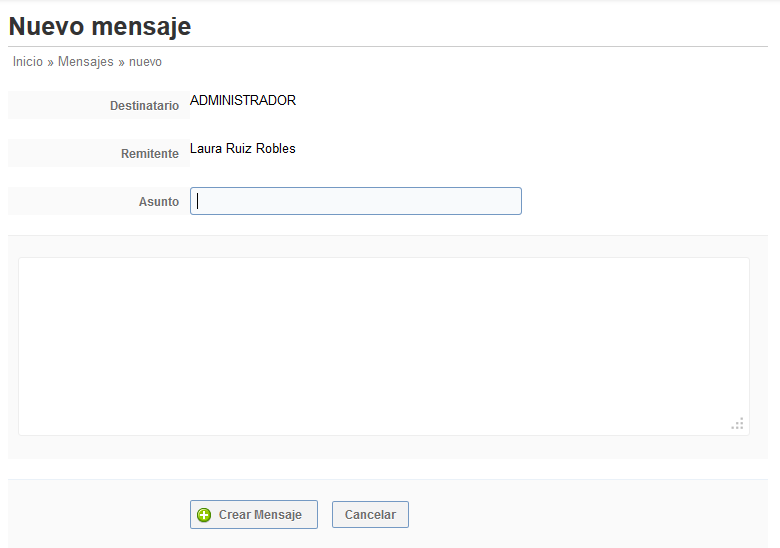 Nuevo mensaje
Inicio » Mensajes » nuevo
Destinatario ADMINISTRADOR
Remitente Laura Ruiz Robles
Asunto
Crear Mensaje Cancelar